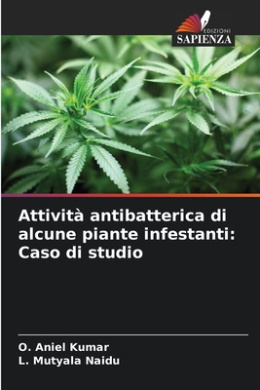 EDIZIONI
SAPIENZA
Attività antibatterica di
alcune piante infestanti:
Caso di studio
O. Aniel Kumar
L. Mutyala Naidu